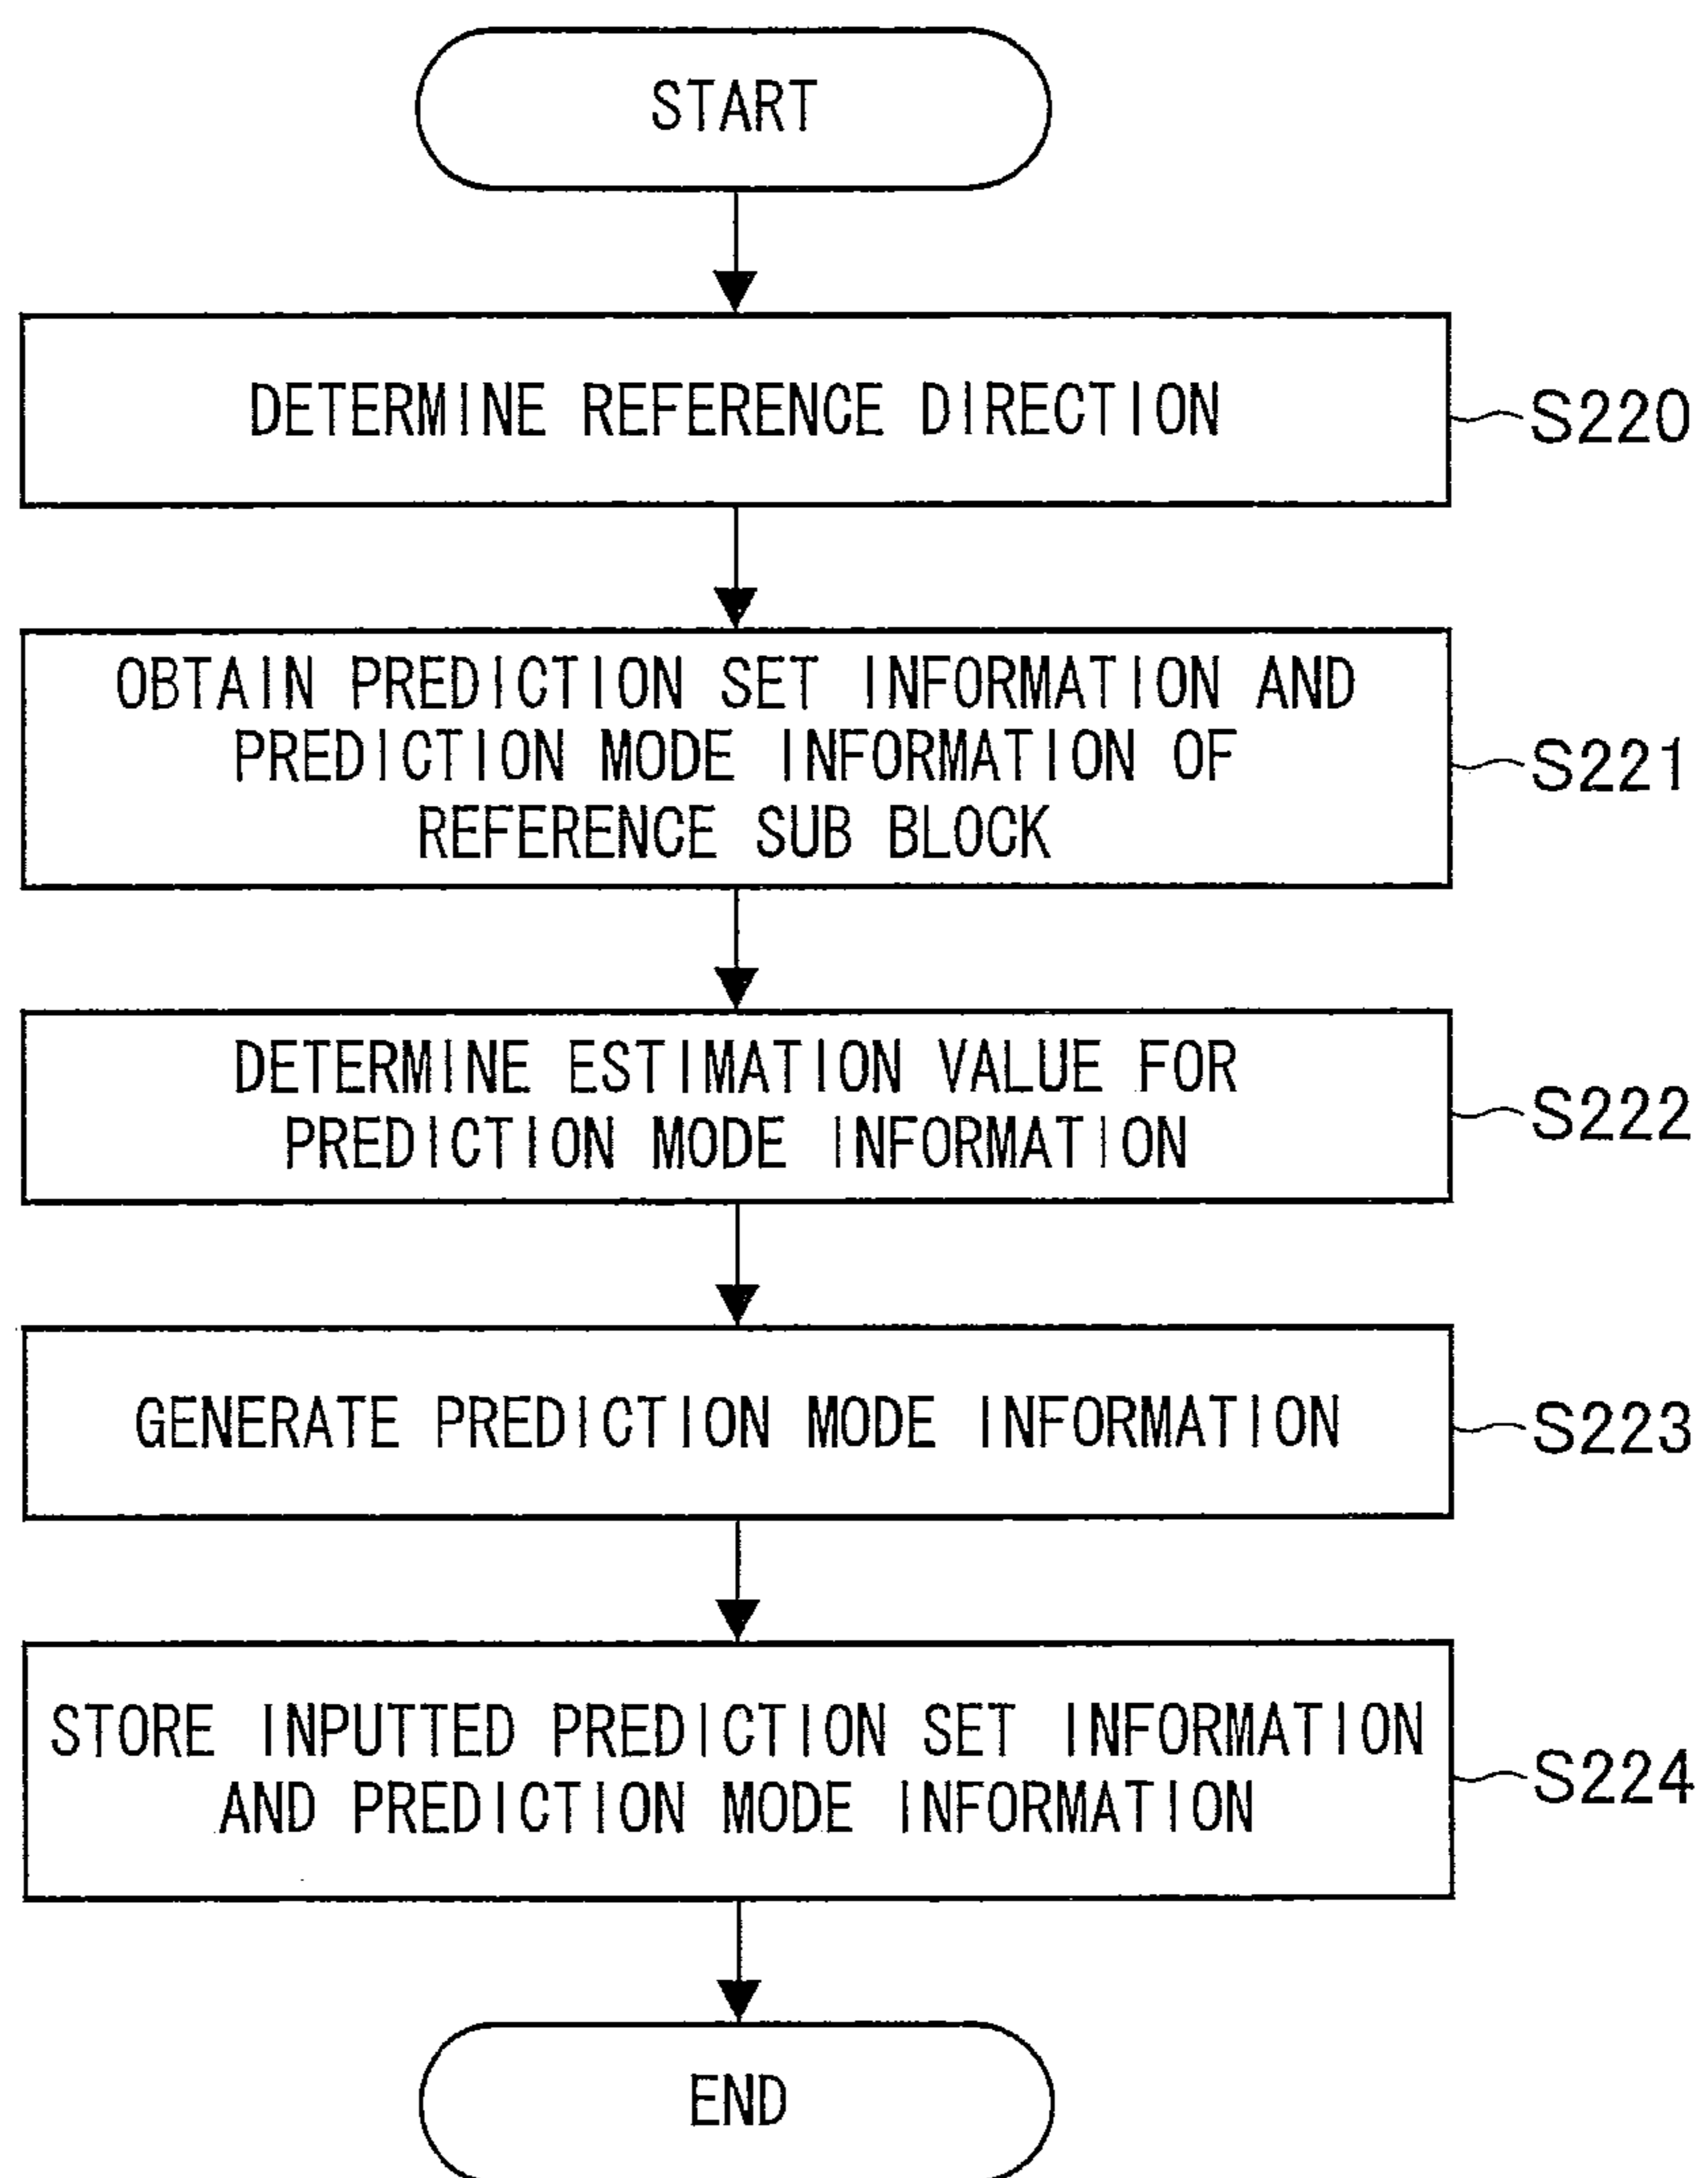 START
DETERMINE REFERENCE DIRECTION
S220
OBTAIN PREDICTION SET INFORMATION AND
PREDICTION MODE INFORMATION OF
REFERENCE SUB BLOCK
S221
DETERMINE ESTIMATION VALUE FOR
PREDICTION MODE INFORMATION
S222
GENERATE PREDICTION MODE INFORMATION
S223
STORE INPUTTED PREDICTION SET INFORMATION
AND PREDICTION MODE INFORMATION
S224
END